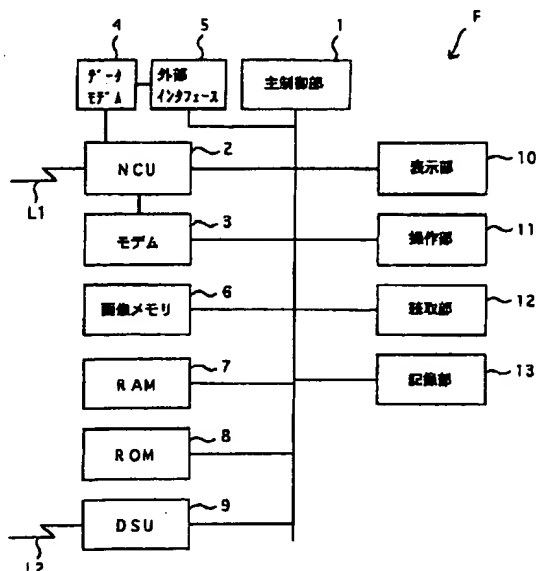 4
5
1
F
データ
モデム
外部
インタフェース
主制御部
2
NCU
10
表示部
L1
3
モデム
11
操作部
6
画像メモリ
12
読取部
7
RAM
13
記録部
8
ROM
9
DSU
L2